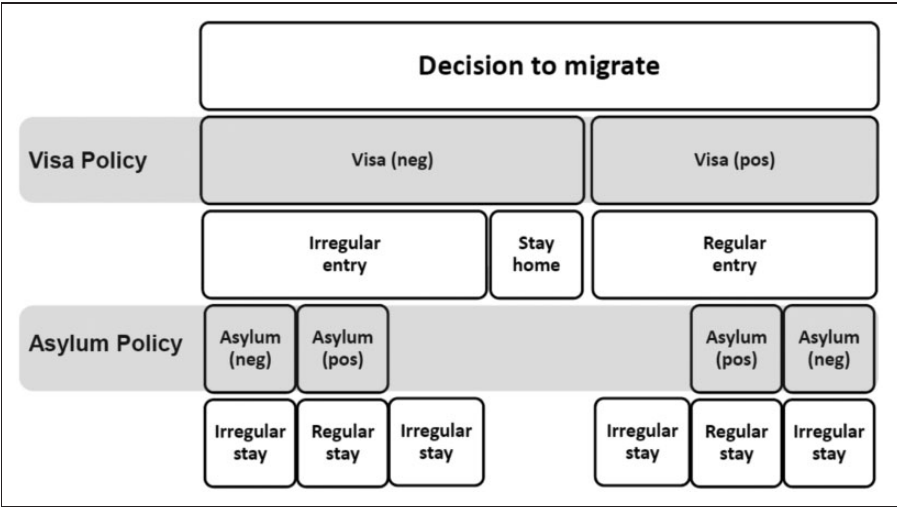 Decision to migrate
Visa Policy
Visa (neg)
Visa (pos)
Irregular
entry
Stay
home
Regular
entry
Asylum Policy
Asylum
(neg)
Asylum
(pos)
Asylum
(pos)
Asylum
(neg)
Irregular
stay
Regular
stay
Irregular
stay
Irregular
stay
Regular
stay
Irregular
stay